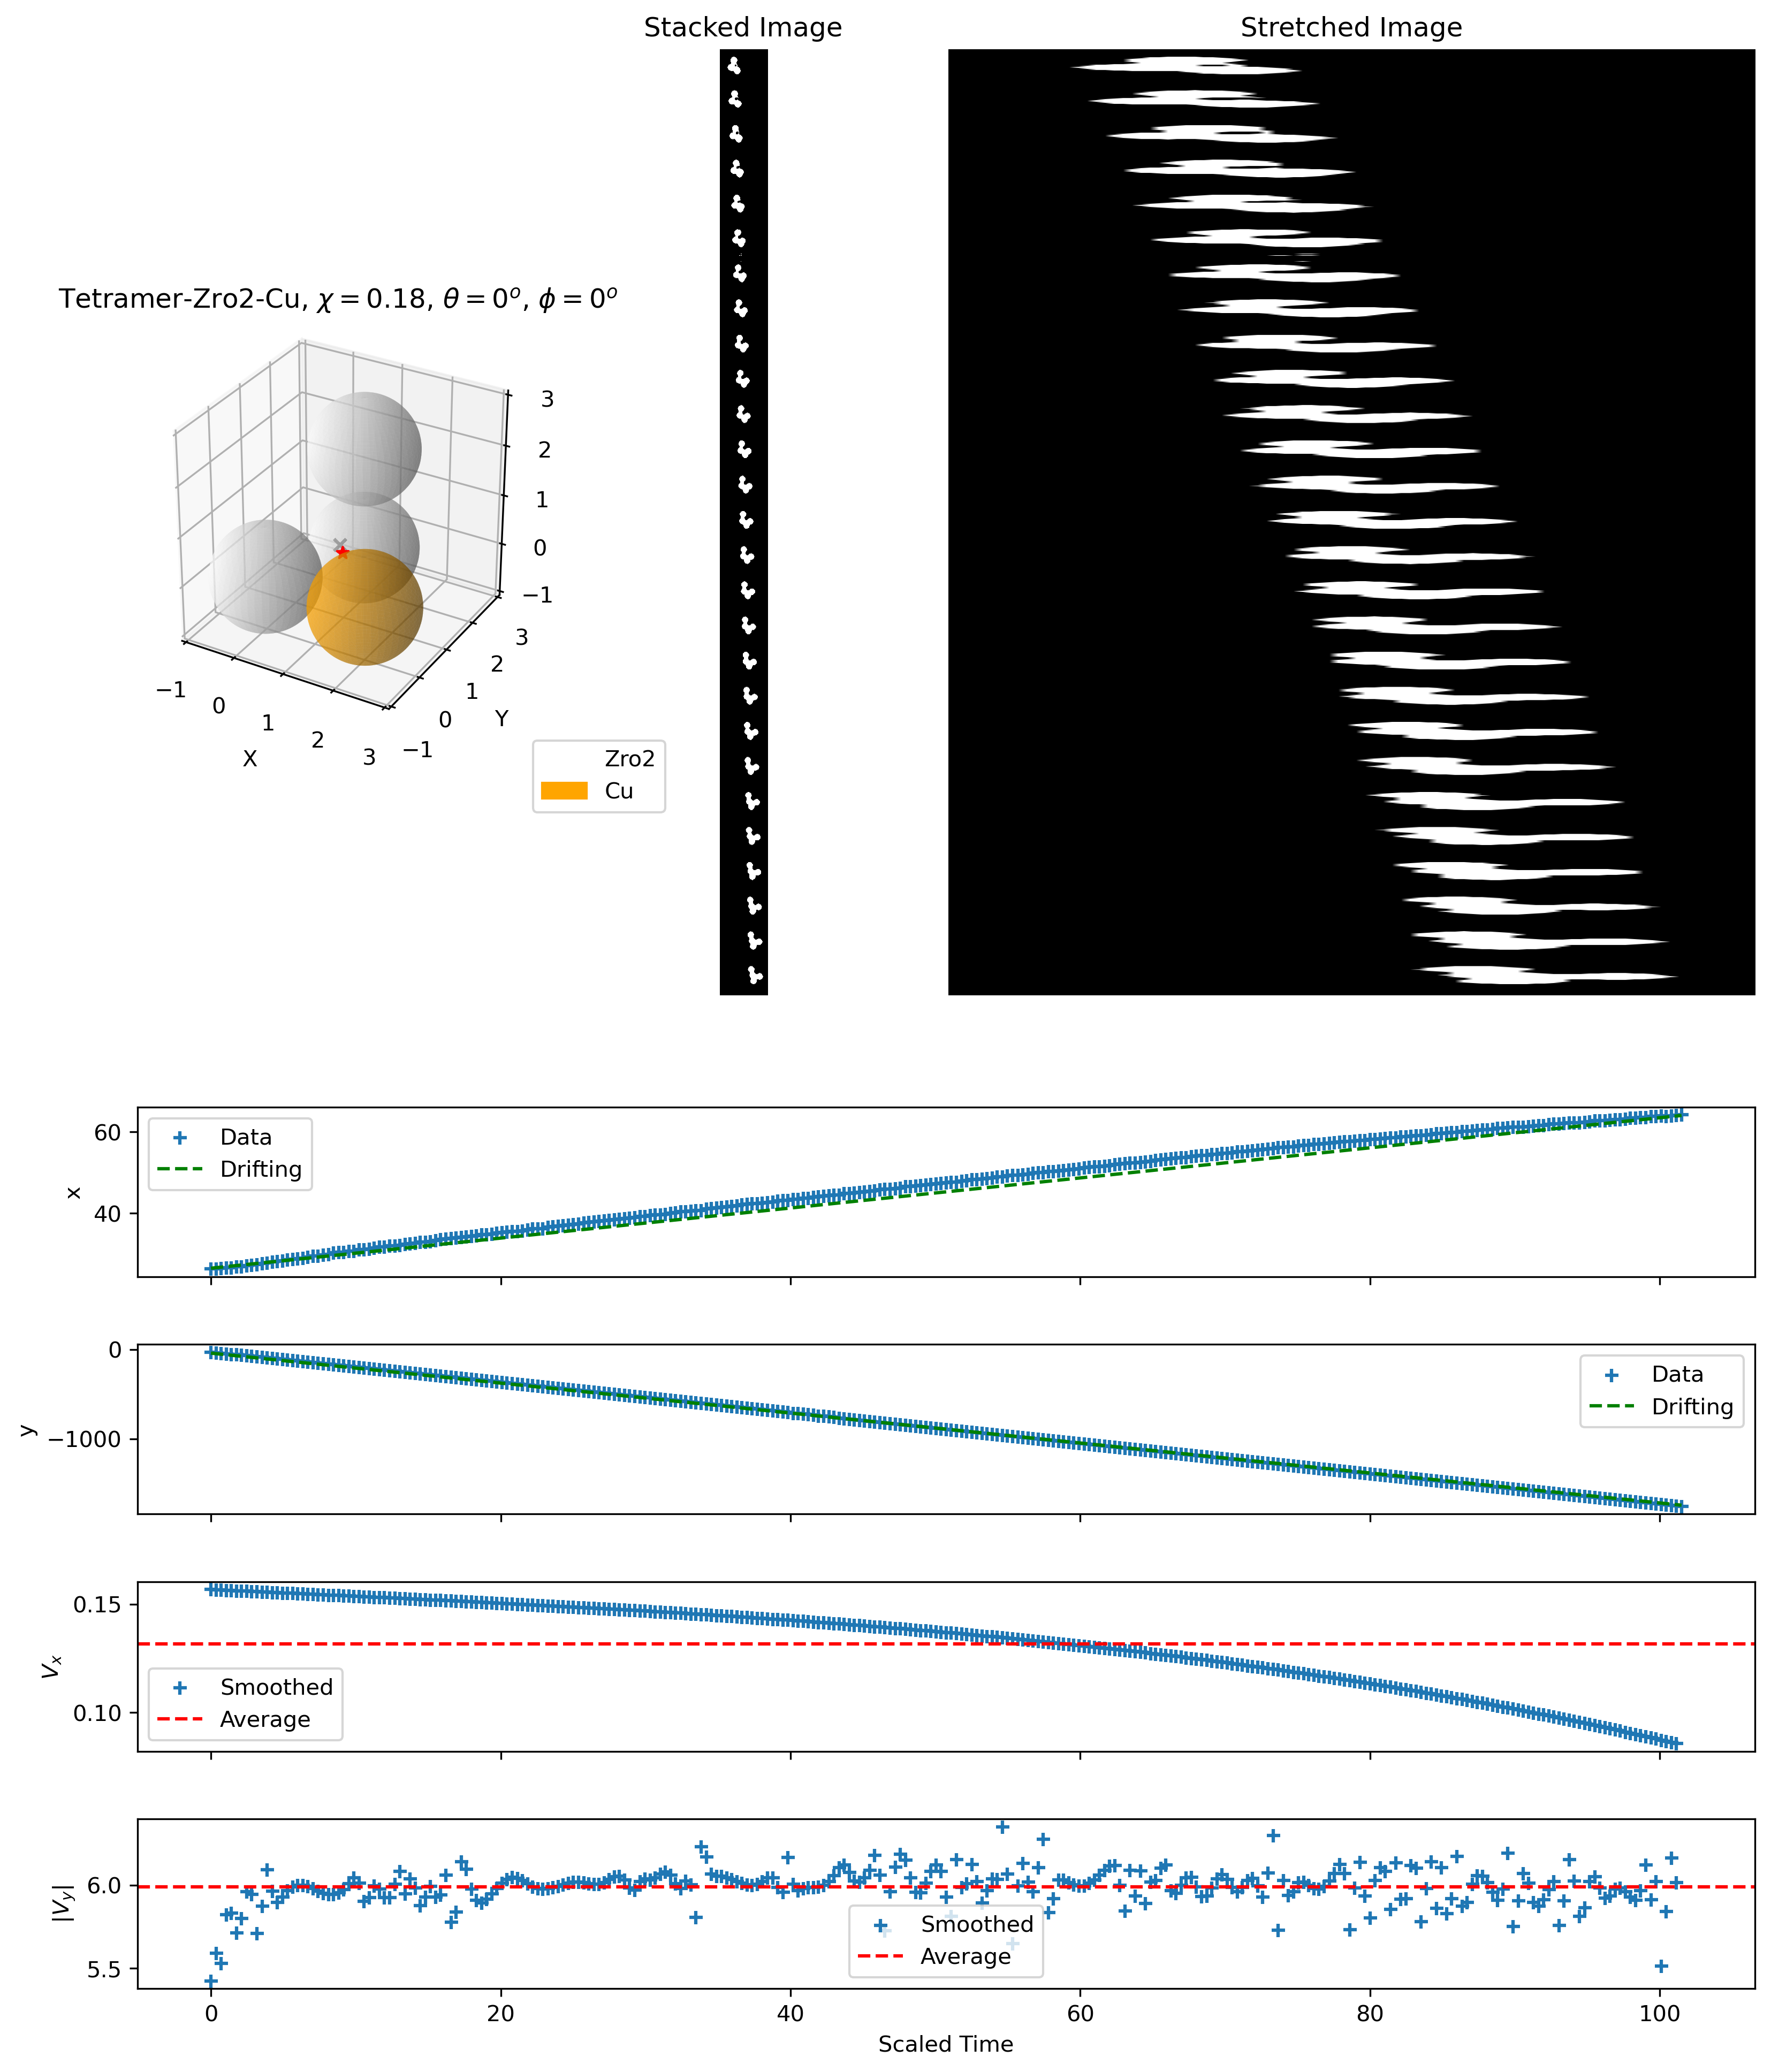 Stacked Image
Stretched Image
Tetramer-Zro2-Cu, χ = 0.18, θ = 0°, ϕ = 0°
3
2
1
0
−1
3
2
1
0
−1
−1
0
1
2
3
X
Y
Zro2
Cu
60
40
x
Data
Drifting
0
−1000
y
Data
Drifting
0.15
0.10
Vx
Smoothed
Average
6.0
5.5
|Vy|
Smoothed
Average
0
20
40
60
80
100
Scaled Time